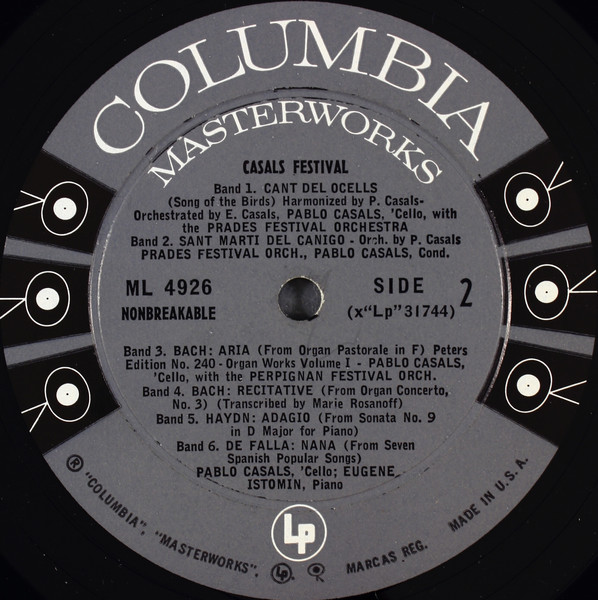 COLUMBIA
MASTERWORKS
CASALS FESTIVAL
Band 1. CANT DEL OCELLS
(Song of the Birds) Harmonized by P. Casals-
Orchestrated by E. Casals, PABLO CASALS, 'Cello, with
the PRADES FESTIVAL ORCHESTRA
Band 2. SANT MARTI DEL CANIGO - Orch. by P. Casals
PRADES FESTIVAL ORCH., PABLO CASALS, Cond.
ML 4926
NONBREAKABLE
SIDE 2
(x"Lp"31744)
Band 3. BACH: ARIA (From Organ Pastorale in F) Peters
Edition No. 240 - Organ Works Volume I - PABLO CASALS,
'Cello, with the PERPIGNAN FESTIVAL ORCH.
Band 4. BACH: RECITATIVE (From Organ Concerto,
No. 3) (Transcribed by Marie Rosanoff)
Band 5. HAYDN: ADAGIO (From Sonata No. 9
in D Major for Piano)
Band 6. DE FALLA: NANA (From Seven
Spanish Popular Songs)
PABLO CASALS, 'Cello; EUGENE
ISTOMIN, Piano
Lp
® "COLUMBIA", "MASTERWORKS", Lp, MARCAS REG. MADE IN U.S.A.